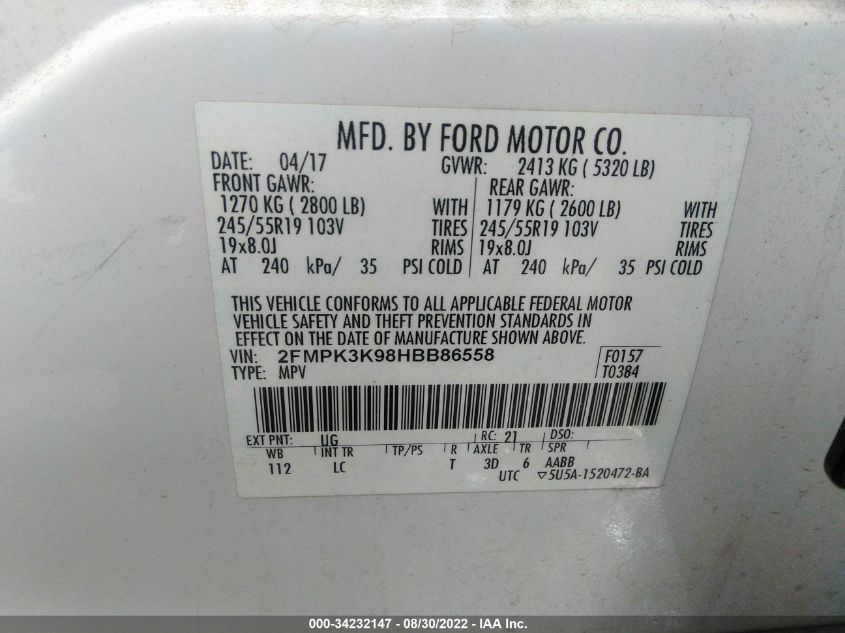 MFD. BY FORD MOTOR CO.
DATE: 04/17 GVWR: 2413 KG ( 5320 LB)
FRONT GAWR: REAR GAWR:
1270 KG ( 2800 LB) WITH 1179 KG ( 2600 LB) WITH
245/55R19 103V TIRES 245/55R19 103V TIRES
19x8.0J RIMS 19x8.0J RIMS
AT 240 kPa/ 35 PSI COLD AT 240 kPa/ 35 PSI COLD
THIS VEHICLE CONFORMS TO ALL APPLICABLE FEDERAL MOTOR
VEHICLE SAFETY AND THEFT PREVENTION STANDARDS IN
EFFECT ON THE DATE OF MANUFACTURE SHOWN ABOVE.
VIN: 2FMPK3K98HBB86558 F0157
TYPE: MPV T0384
EXT PNT: UG RC: 21 DSO:
WB INT TR TP/PS R AXLE TR SPR
112 LC T 3D 6 AABB
UTC ▽5U5A-1520472-BA
000-34232147 - 08/30/2022 - IAA Inc.